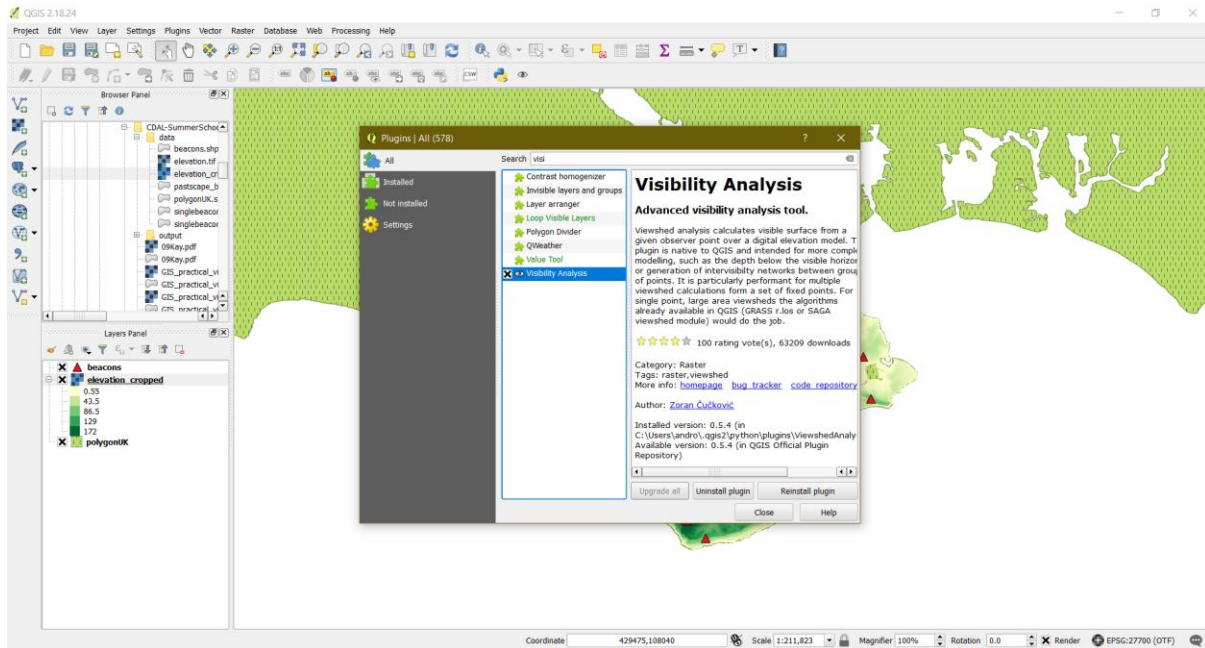 QGIS 2.18.24
Project Edit View Layer Settings Plugins Vector Raster Database Web Processing Help
CSW
Browser Panel
CDAL-SummerSchoo
data
beacons.shp
elevation.tif
elevation_cr
pastscape_b
polygonUK.s
singlebeacor
singlebeacor
output
09Kay.pdf
09Kay.pdf
GIS_practical_vi
GIS_practical_vi
GIS_practical_vi
GIS_practical_vi
Layers Panel
beacons
elevation_cropped
0.55
43.5
86.5
129
172
polygonUK
Plugins | All (578)
All
Installed
Not installed
Settings
Search visi
Contrast homogenizer
Invisible layers and groups
Layer arranger
Loop Visible Layers
Polygon Divider
QWeather
Value Tool
Visibility Analysis
Visibility Analysis
Advanced visibility analysis tool.
Viewshed analysis calculates visible surface from a
given observer point over a digital elevation model. T
plugin is native to QGIS and intended for more comple
modelling, such as the depth below the visible horizon
or generation of intervisibility networks between group
of points. It is particularly performant for multiple
viewshed calculations form a set of fixed points. For
single point, large area viewsheds the algorithms
already available in QGIS (GRASS r.los or SAGA
viewshed module) would do the job.
100 rating vote(s), 63209 downloads
Category: Raster
Tags: raster,viewshed
More info: homepage bug tracker code repository
Author: Zoran Čučković
Installed version: 0.5.4 (in
C:\Users\andro\.qgis2\python\plugins\ViewshedAnaly
Available version: 0.5.4 (in QGIS Official Plugin
Repository)
Upgrade all Uninstall plugin Reinstall plugin
Close Help
Coordinate 429475,108040 Scale 1:211,823 Magnifier 100% Rotation 0.0 Render EPSG:27700 (OTF)